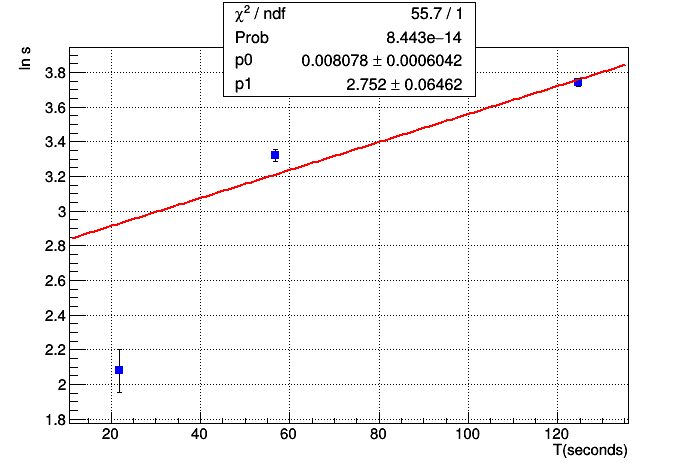 χ² / ndf 55.7 / 1
Prob 8.443e−14
p0 0.008078 ± 0.0006042
p1 2.752 ± 0.06462
ln s
3.8
3.6
3.4
3.2
3
2.8
2.6
2.4
2.2
2
1.8
20 40 60 80 100 120
T(seconds)